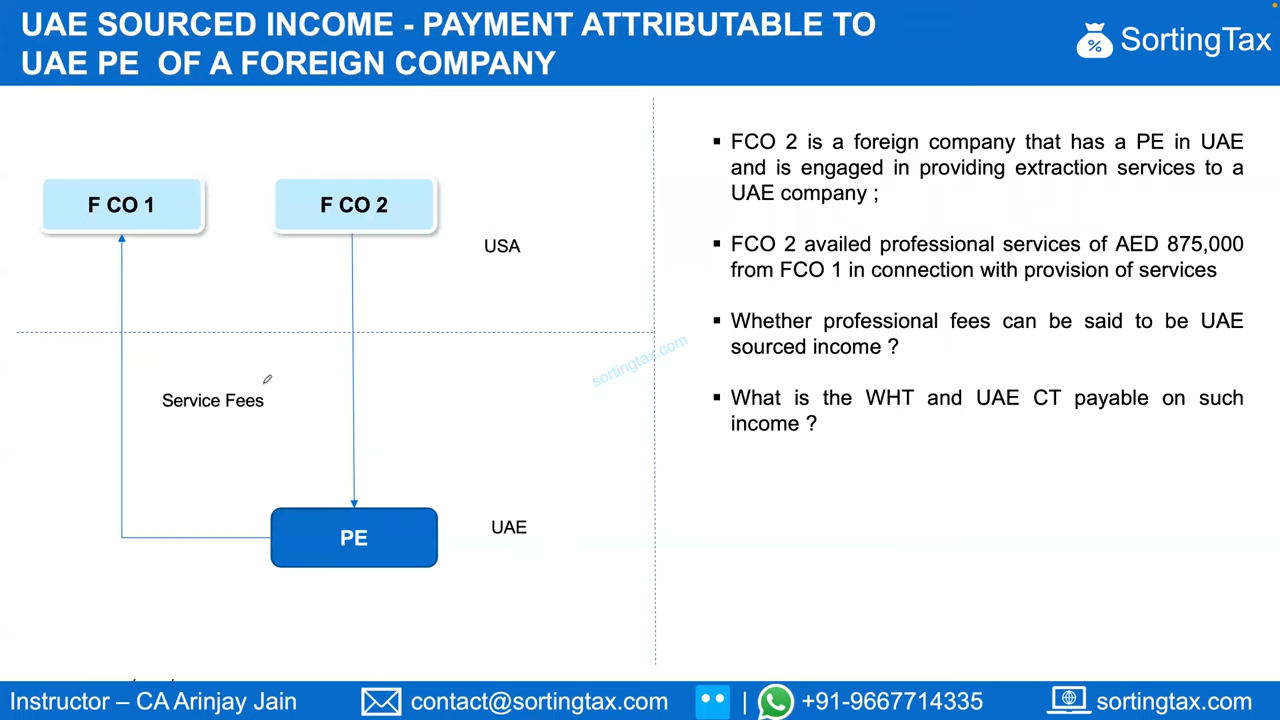 UAE SOURCED INCOME - PAYMENT ATTRIBUTABLE TO
UAE PE OF A FOREIGN COMPANY
% SortingTax
F CO 1
F CO 2
USA
Service Fees
PE
UAE
sortingtax.com
▪ FCO 2 is a foreign company that has a PE in UAE
and is engaged in providing extraction services to a
UAE company ;
▪ FCO 2 availed professional services of AED 875,000
from FCO 1 in connection with provision of services
▪ Whether professional fees can be said to be UAE
sourced income ?
▪ What is the WHT and UAE CT payable on such
income ?
Instructor – CA Arinjay Jain
contact@sortingtax.com
| +91-9667714335
sortingtax.com